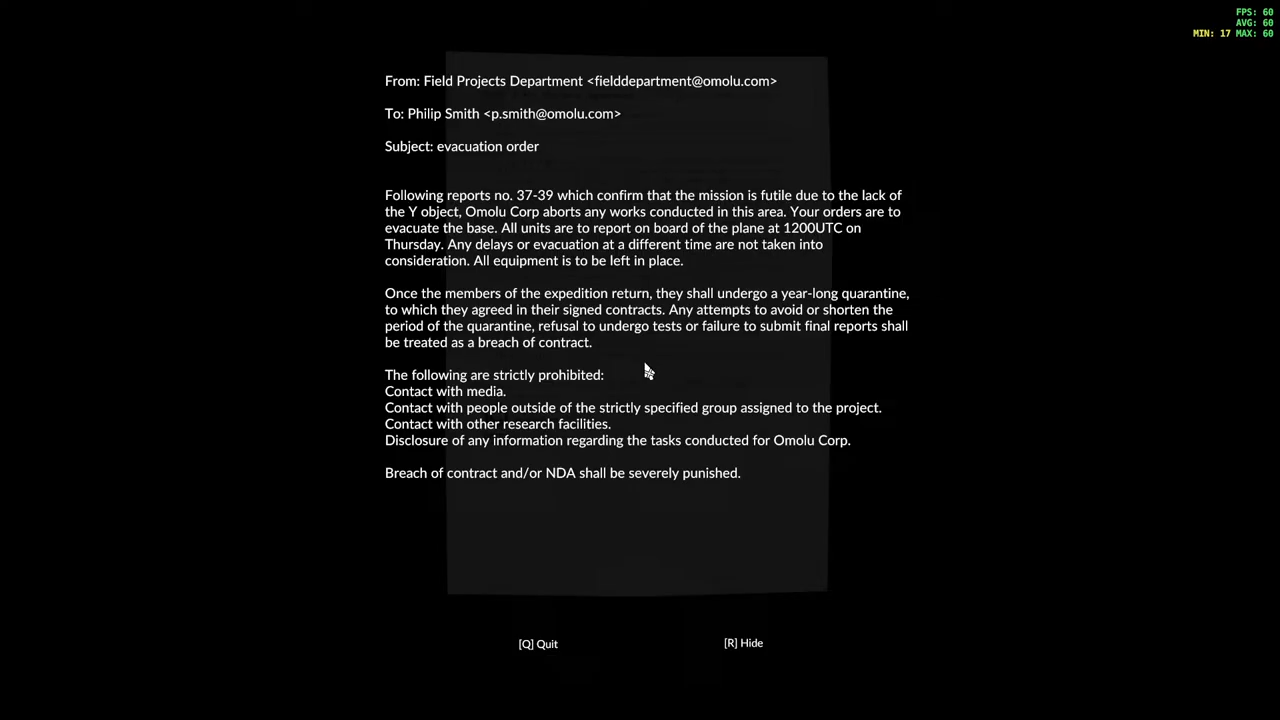 FPS: 60
AVG: 60
MIN: 17 MAX: 60
From: Field Projects Department <fielddepartment@omolu.com>
To: Philip Smith <p.smith@omolu.com>
Subject: evacuation order
Following reports no. 37-39 which confirm that the mission is futile due to the lack of
the Y object, Omolu Corp aborts any works conducted in this area. Your orders are to
evacuate the base. All units are to report on board of the plane at 1200UTC on
Thursday. Any delays or evacuation at a different time are not taken into
consideration. All equipment is to be left in place.
Once the members of the expedition return, they shall undergo a year-long quarantine,
to which they agreed in their signed contracts. Any attempts to avoid or shorten the
period of the quarantine, refusal to undergo tests or failure to submit final reports shall
be treated as a breach of contract.
The following are strictly prohibited:
Contact with media.
Contact with people outside of the strictly specified group assigned to the project.
Contact with other research facilities.
Disclosure of any information regarding the tasks conducted for Omolu Corp.
Breach of contract and/or NDA shall be severely punished.
[Q] Quit
[R] Hide